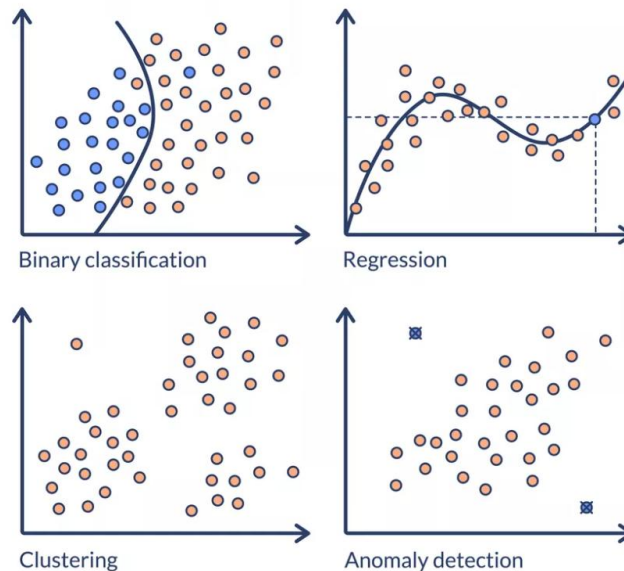 Binary classification
Regression
Clustering
Anomaly detection